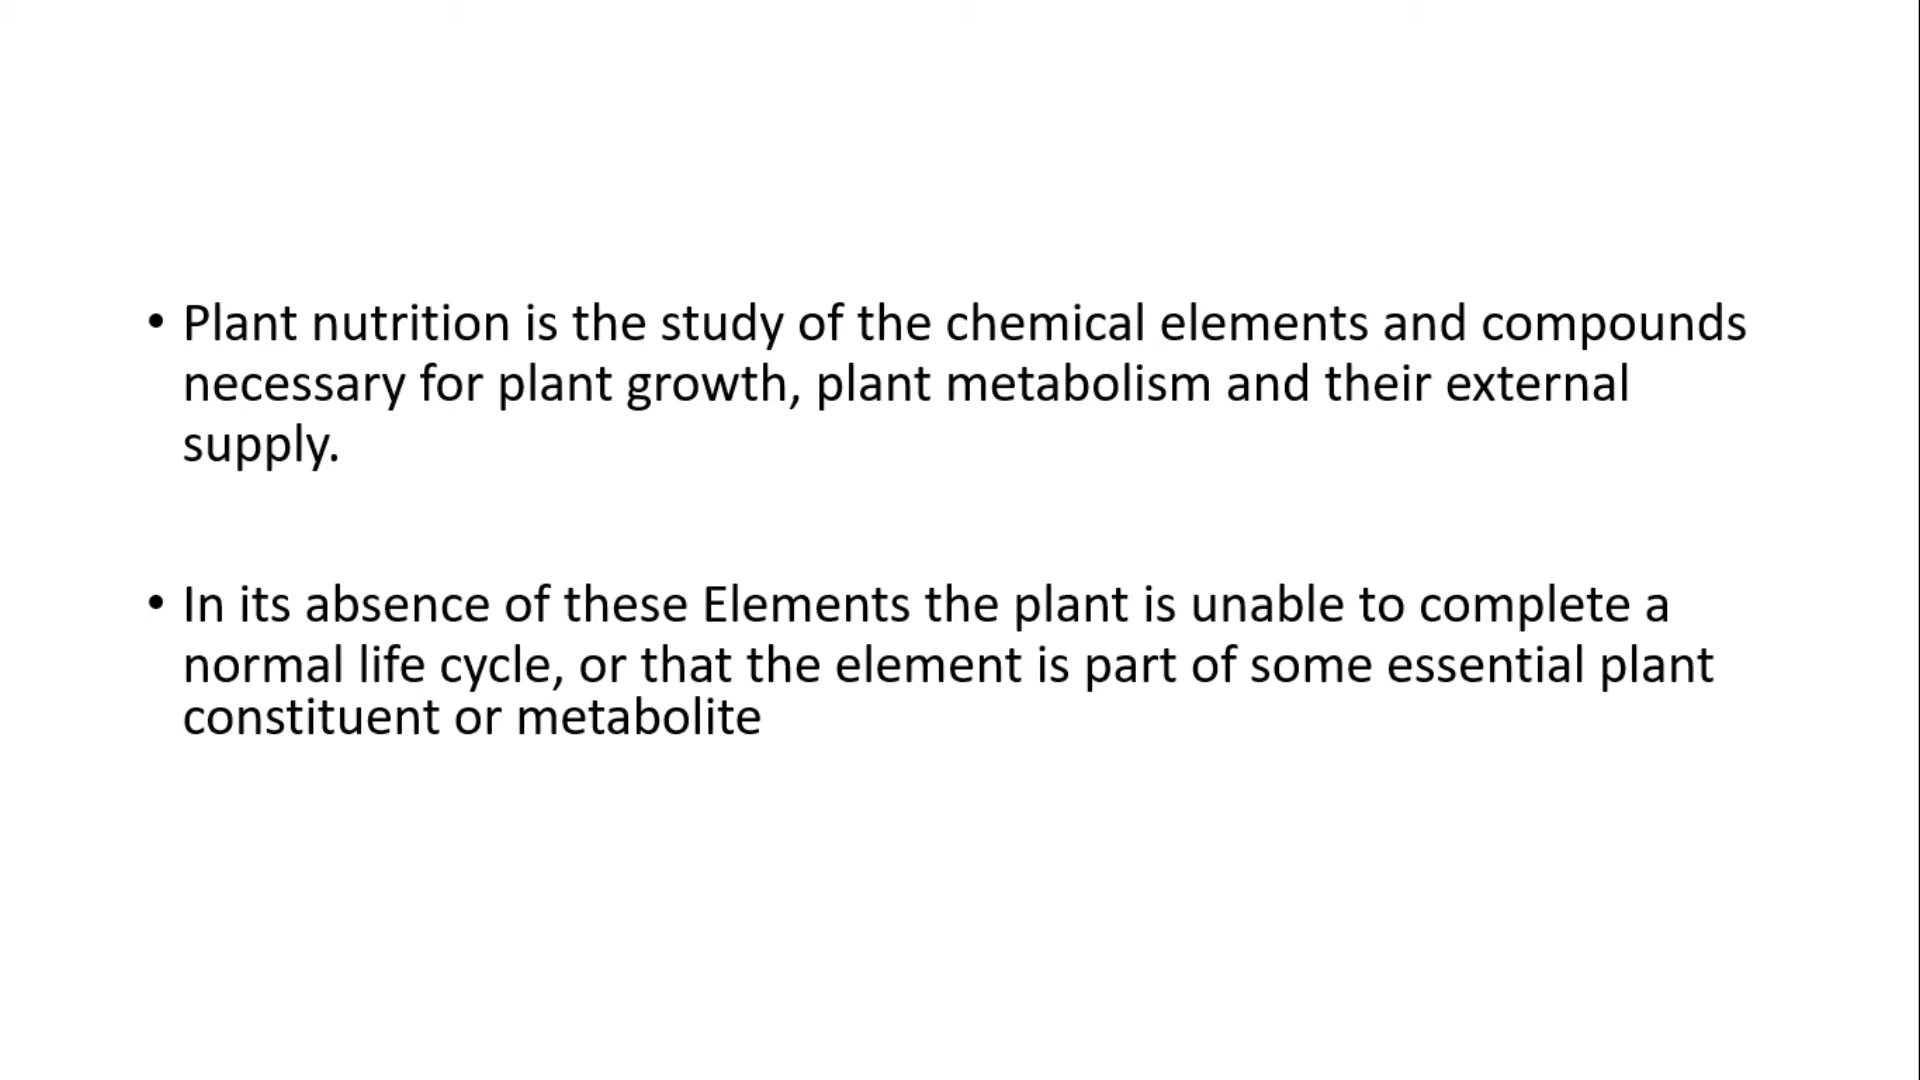 • Plant nutrition is the study of the chemical elements and compounds
necessary for plant growth, plant metabolism and their external
supply.
• In its absence of these Elements the plant is unable to complete a
normal life cycle, or that the element is part of some essential plant
constituent or metabolite